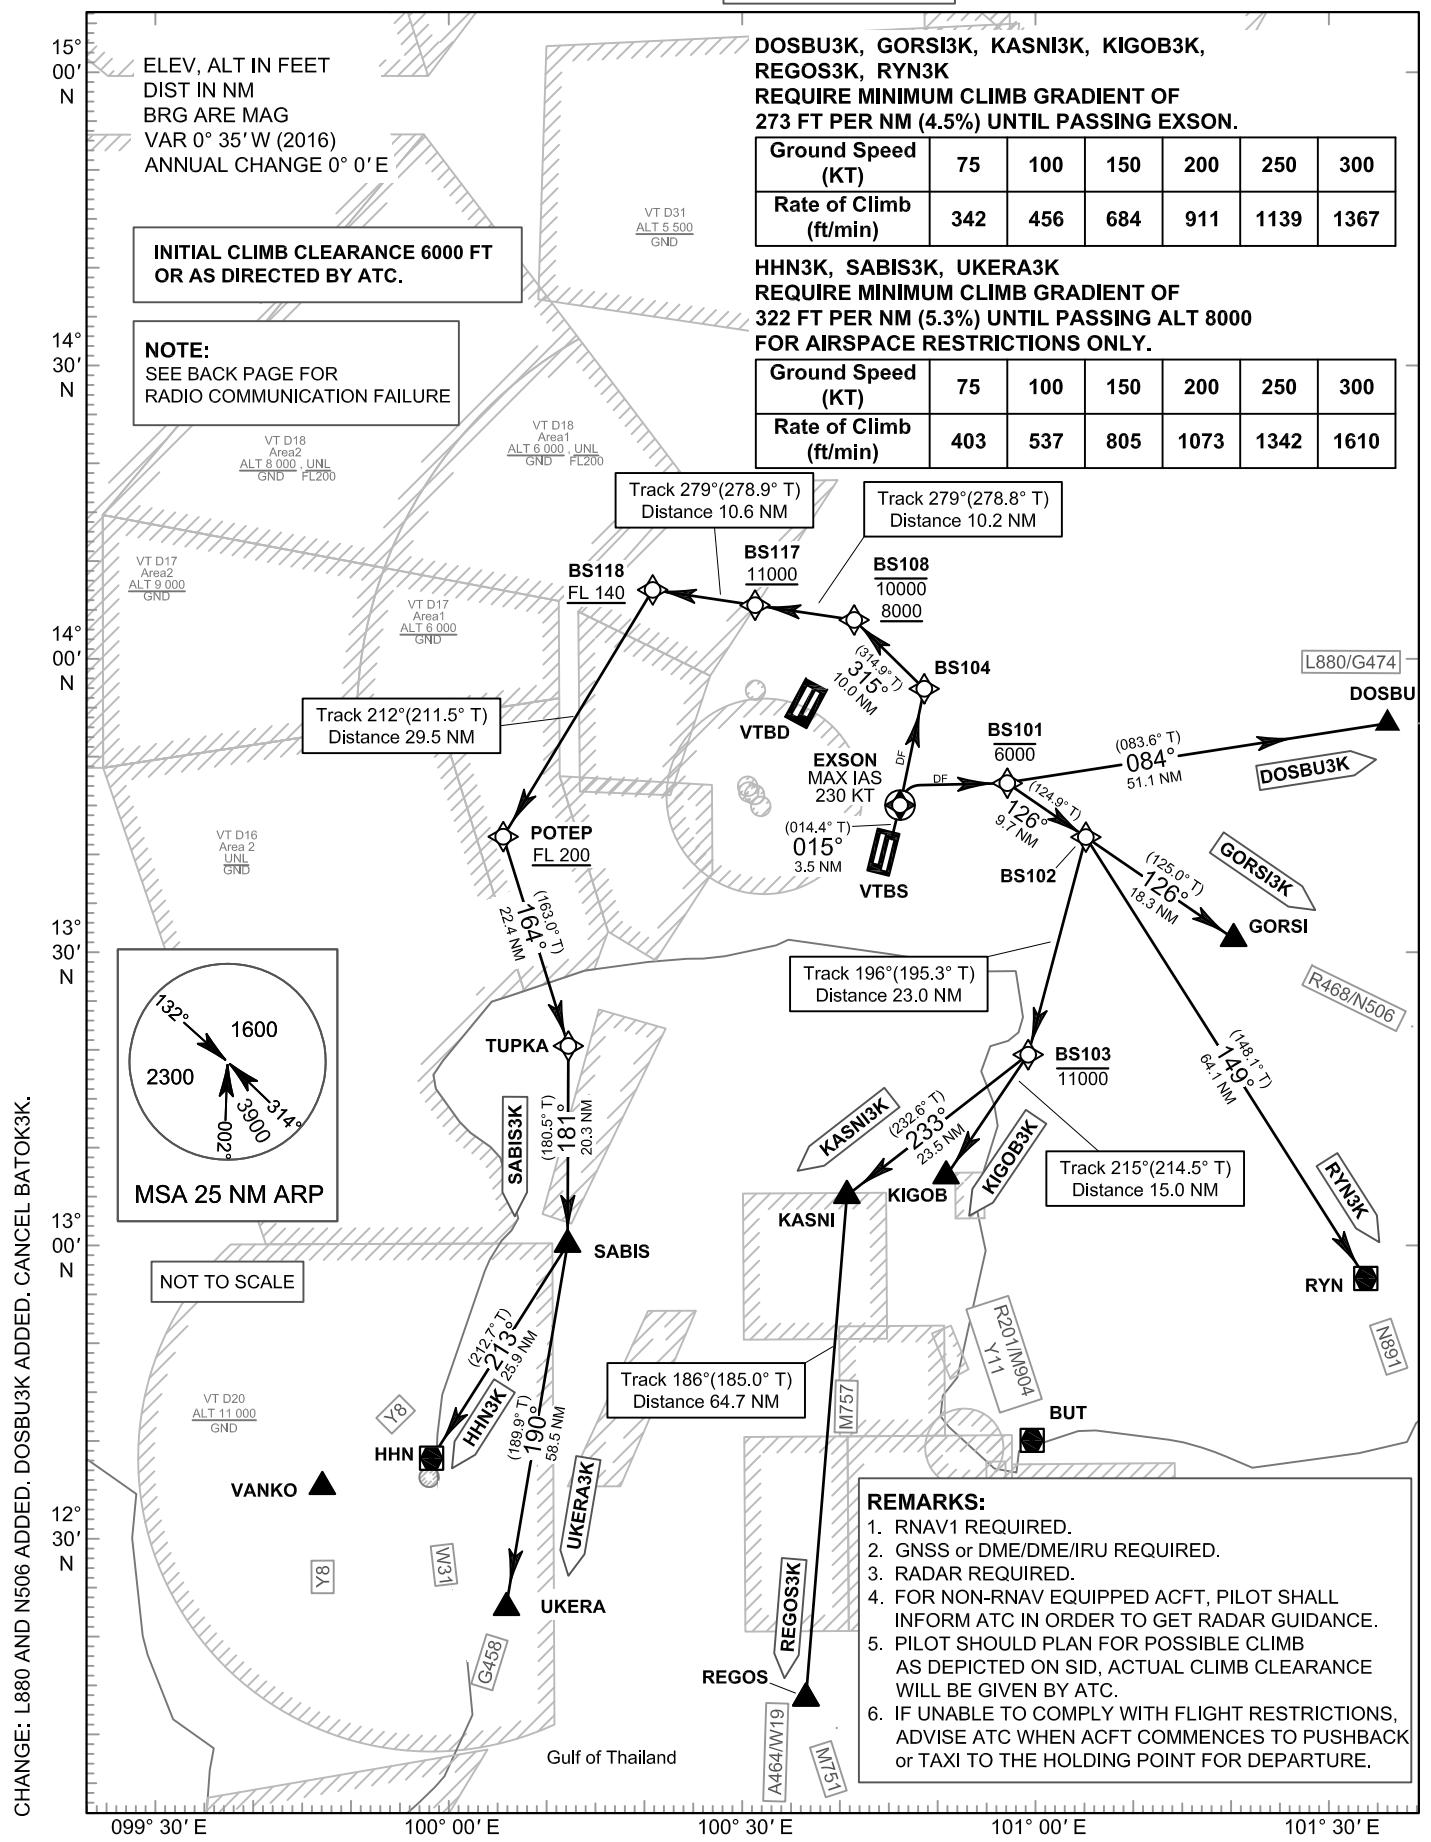 15°
00'
N
ELEV, ALT IN FEET
DIST IN NM
BRG ARE MAG
VAR 0° 35' W (2016)
ANNUAL CHANGE 0° 0' E
DOSBU3K, GORSI3K, KASNI3K, KIGOB3K,
REGOS3K, RYN3K
REQUIRE MINIMUM CLIMB GRADIENT OF
273 FT PER NM (4.5%) UNTIL PASSING EXSON.
Ground Speed (KT) 75 100 150 200 250 300
Rate of Climb (ft/min) 342 456 684 911 1139 1367
HHN3K, SABIS3K, UKERA3K
REQUIRE MINIMUM CLIMB GRADIENT OF
322 FT PER NM (5.3%) UNTIL PASSING ALT 8000
FOR AIRSPACE RESTRICTIONS ONLY.
Ground Speed (KT) 75 100 150 200 250 300
Rate of Climb (ft/min) 403 537 805 1073 1342 1610
INITIAL CLIMB CLEARANCE 6000 FT
OR AS DIRECTED BY ATC.
NOTE:
SEE BACK PAGE FOR
RADIO COMMUNICATION FAILURE
VT D31
ALT 5 500
GND
14°
30'
N
VT D18
Area2
ALT 8 000 , UNL
GND FL200
VT D18
Area1
ALT 6 000 , UNL
GND FL200
VT D17
Area2
ALT 9 000
GND
VT D17
Area1
ALT 6 000
GND
Track 279°(278.9° T)
Distance 10.6 NM
Track 279°(278.8° T)
Distance 10.2 NM
BS118
FL 140
BS117
11000
BS108
10000
8000
14°
00'
N
(314.9° T)
315°
10.0 NM
BS104
L880/G474
DOSBU
Track 212°(211.5° T)
Distance 29.5 NM
VTBD
EXSON
MAX IAS
230 KT
DF
DF
BS101
6000
(083.6° T)
084°
51.1 NM
DOSBU3K
(014.4° T)
015°
3.5 NM
VTBS
(124.9° T)
126°
9.7 NM
BS102
(125.0° T)
126°
18.3 NM
GORSI3K
GORSI
VT D16
Area 2
UNL
GND
POTEP
FL 200
13°
30'
N
(163.0° T)
164°
22.4 NM
Track 196°(195.3° T)
Distance 23.0 NM
R468/N506
132°
1600
2300
3900
314°
002°
MSA 25 NM ARP
TUPKA
BS103
11000
(148.1° T)
149°
64.1 NM
SABIS3K
(180.5° T)
181°
20.3 NM
KASNI3K
(232.6° T)
233°
23.5 NM
KIGOB3K
Track 215°(214.5° T)
Distance 15.0 NM
KIGOB
KASNI
RYN3K
13°
00'
N
SABIS
RYN
NOT TO SCALE
(212.7° T)
213°
25.9 NM
HHN3K
Track 186°(185.0° T)
Distance 64.7 NM
R201/M904
Y11
N891
VT D20
ALT 11 000
GND
Y8
M757
BUT
HHN
(189.9° T)
190°
58.5 NM
VANKO
UKERA3K
12°
30'
N
Y8
W31
UKERA
G458
REGOS3K
REGOS
A464/W19
M751
Gulf of Thailand
REMARKS:
1. RNAV1 REQUIRED.
2. GNSS or DME/DME/IRU REQUIRED.
3. RADAR REQUIRED.
4. FOR NON-RNAV EQUIPPED ACFT, PILOT SHALL
INFORM ATC IN ORDER TO GET RADAR GUIDANCE.
5. PILOT SHOULD PLAN FOR POSSIBLE CLIMB
AS DEPICTED ON SID, ACTUAL CLIMB CLEARANCE
WILL BE GIVEN BY ATC.
6. IF UNABLE TO COMPLY WITH FLIGHT RESTRICTIONS,
ADVISE ATC WHEN ACFT COMMENCES TO PUSHBACK
or TAXI TO THE HOLDING POINT FOR DEPARTURE.
099° 30' E
100° 00' E
100° 30' E
101° 00' E
101° 30' E
CHANGE: L880 AND N506 ADDED. DOSBU3K ADDED. CANCEL BATOK3K.